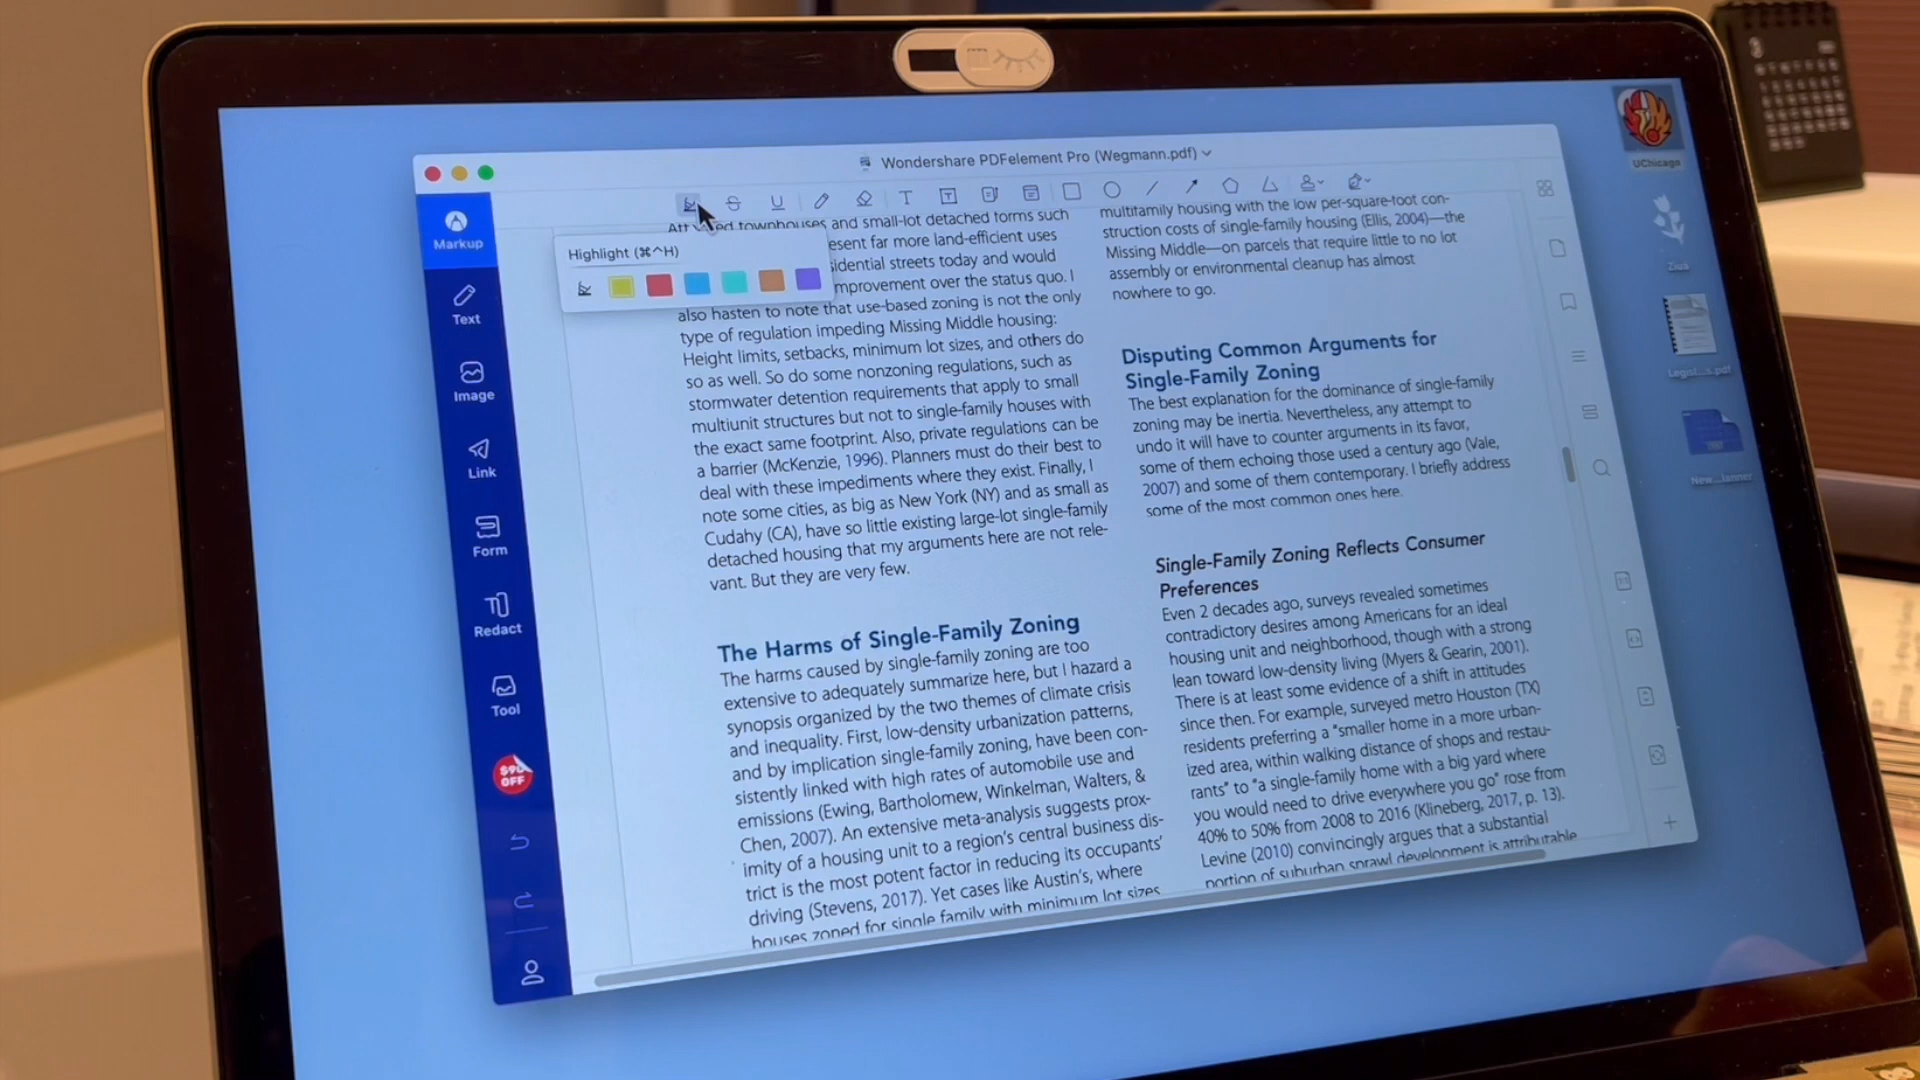 Wondershare PDFelement Pro (Wegmann.pdf)
UChicago
Markup
Text
Image
Link
Form
Redact
Tool
OFF
Highlight (⌘^H)
townhouses and small-lot detached forms such
esent far more land-efficient uses
idential streets today and would
mprovement over the status quo. I
also hasten to note that use-based zoning is not the only
type of regulation impeding Missing Middle housing:
Height limits, setbacks, minimum lot sizes, and others do
so as well. So do some nonzoning regulations, such as
stormwater detention requirements that apply to small
multiunit structures but not to single-family houses with
the exact same footprint. Also, private regulations can be
a barrier (McKenzie, 1996). Planners must do their best to
deal with these impediments where they exist. Finally, I
note some cities, as big as New York (NY) and as small as
Cudahy (CA), have so little existing large-lot single-family
detached housing that my arguments here are not rele-
vant. But they are very few.
The Harms of Single-Family Zoning
The harms caused by single-family zoning are too
extensive to adequately summarize here, but I hazard a
synopsis organized by the two themes of climate crisis
and inequality. First, low-density urbanization patterns,
and by implication single-family zoning, have been con-
sistently linked with high rates of automobile use and
emissions (Ewing, Bartholomew, Winkelman, Walters, &
Chen, 2007). An extensive meta-analysis suggests prox-
imity of a housing unit to a region's central business dis-
trict is the most potent factor in reducing its occupants'
driving (Stevens, 2017). Yet cases like Austin's, where
houses zoned for single family with minimum lot sizes
multifamily housing with the low per-square-foot con-
struction costs of single-family housing (Ellis, 2004)—the
Missing Middle—on parcels that require little to no lot
assembly or environmental cleanup has almost
nowhere to go.
Disputing Common Arguments for
Single-Family Zoning
The best explanation for the dominance of single-family
zoning may be inertia. Nevertheless, any attempt to
undo it will have to counter arguments in its favor,
some of them echoing those used a century ago (Vale,
2007) and some of them contemporary. I briefly address
some of the most common ones here.
Single-Family Zoning Reflects Consumer
Preferences
Even 2 decades ago, surveys revealed sometimes
contradictory desires among Americans for an ideal
housing unit and neighborhood, though with a strong
lean toward low-density living (Myers & Gearin, 2001).
There is at least some evidence of a shift in attitudes
since then. For example, surveyed metro Houston (TX)
residents preferring a "smaller home in a more urban-
ized area, within walking distance of shops and restau-
rants" to "a single-family home with a big yard where
you would need to drive everywhere you go" rose from
40% to 50% from 2008 to 2016 (Klineberg, 2017, p. 13).
Levine (2010) convincingly argues that a substantial
portion of suburban sprawl development is attributable